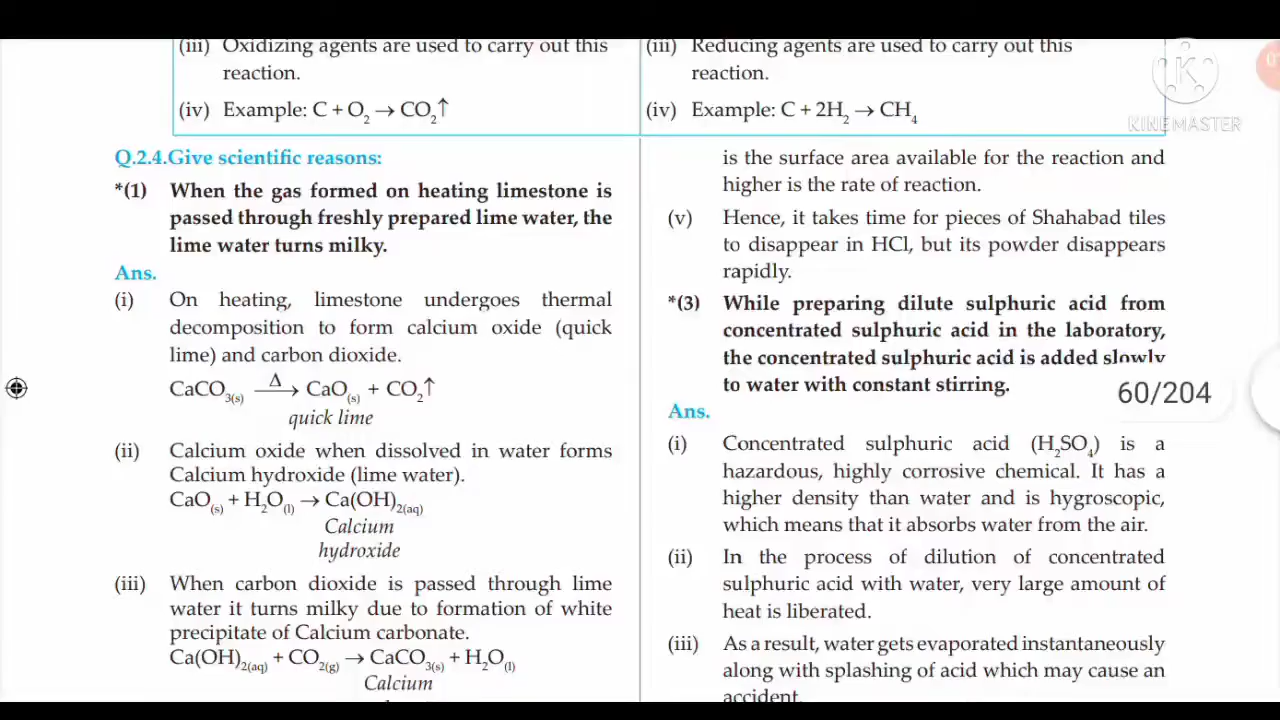 (iii) Oxidizing agents are used to carry out this
reaction.
(iv) Example: C + O₂ → CO₂↑
(iii) Reducing agents are used to carry out this
reaction.
(iv) Example: C + 2H₂ → CH₄
KINEMASTER
Q.2.4.Give scientific reasons:
*(1) When the gas formed on heating limestone is
passed through freshly prepared lime water, the
lime water turns milky.
Ans.
(i) On heating, limestone undergoes thermal
decomposition to form calcium oxide (quick
lime) and carbon dioxide.
CaCO₃₍ₛ₎ —Δ→ CaO₍ₛ₎ + CO₂↑
quick lime
(ii) Calcium oxide when dissolved in water forms
Calcium hydroxide (lime water).
CaO₍ₛ₎ + H₂O₍ₗ₎ → Ca(OH)₂(aq)
Calcium
hydroxide
(iii) When carbon dioxide is passed through lime
water it turns milky due to formation of white
precipitate of Calcium carbonate.
Ca(OH)₂(aq) + CO₂(g) → CaCO₃(s) + H₂O(l)
Calcium
is the surface area available for the reaction and
higher is the rate of reaction.
(v) Hence, it takes time for pieces of Shahabad tiles
to disappear in HCl, but its powder disappears
rapidly.
*(3) While preparing dilute sulphuric acid from
concentrated sulphuric acid in the laboratory,
the concentrated sulphuric acid is added slowly
to water with constant stirring.
60/204
Ans.
(i) Concentrated sulphuric acid (H₂SO₄) is a
hazardous, highly corrosive chemical. It has a
higher density than water and is hygroscopic,
which means that it absorbs water from the air.
(ii) In the process of dilution of concentrated
sulphuric acid with water, very large amount of
heat is liberated.
(iii) As a result, water gets evaporated instantaneously
along with splashing of acid which may cause an
accident.